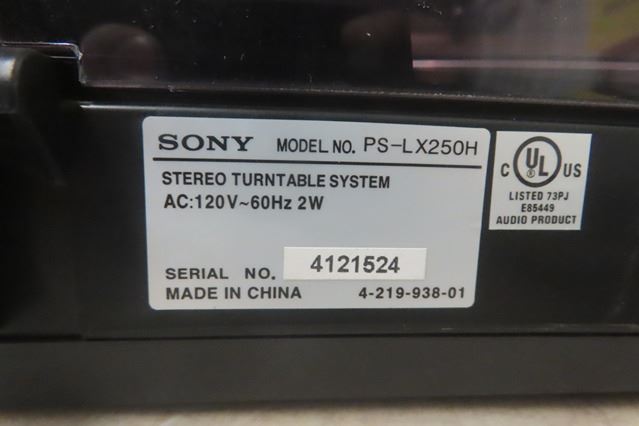 SONY MODEL NO. PS-LX250H
STEREO TURNTABLE SYSTEM
AC:120V~60Hz 2W
SERIAL NO. 4121524
MADE IN CHINA 4-219-938-01
C UL US
LISTED 73PJ
E85449
AUDIO PRODUCT